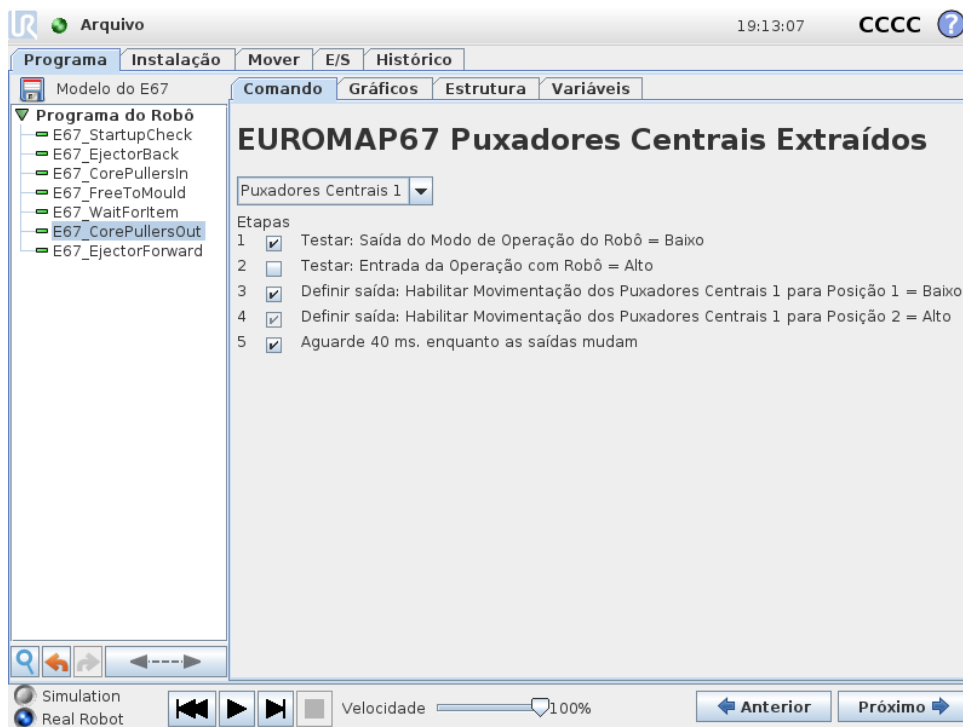 UR Arquivo 19:13:07 CCCC ?
Programa Instalação Mover E/S Histórico
Modelo do E67
Comando Gráficos Estrutura Variáveis
Programa do Robô
E67_StartupCheck
E67_EjectorBack
E67_CorePullersIn
E67_FreeToMould
E67_WaitForItem
E67_CorePullersOut
E67_EjectorForward
EUROMAP67 Puxadores Centrais Extraídos
Puxadores Centrais 1
Etapas
1 Testar: Saída do Modo de Operação do Robô = Baixo
2 Testar: Entrada da Operação com Robô = Alto
3 Definir saída: Habilitar Movimentação dos Puxadores Centrais 1 para Posição 1 = Baixo
4 Definir saída: Habilitar Movimentação dos Puxadores Centrais 1 para Posição 2 = Alto
5 Aguarde 40 ms. enquanto as saídas mudam
Simulation
Real Robot
Velocidade 100%
Anterior Próximo